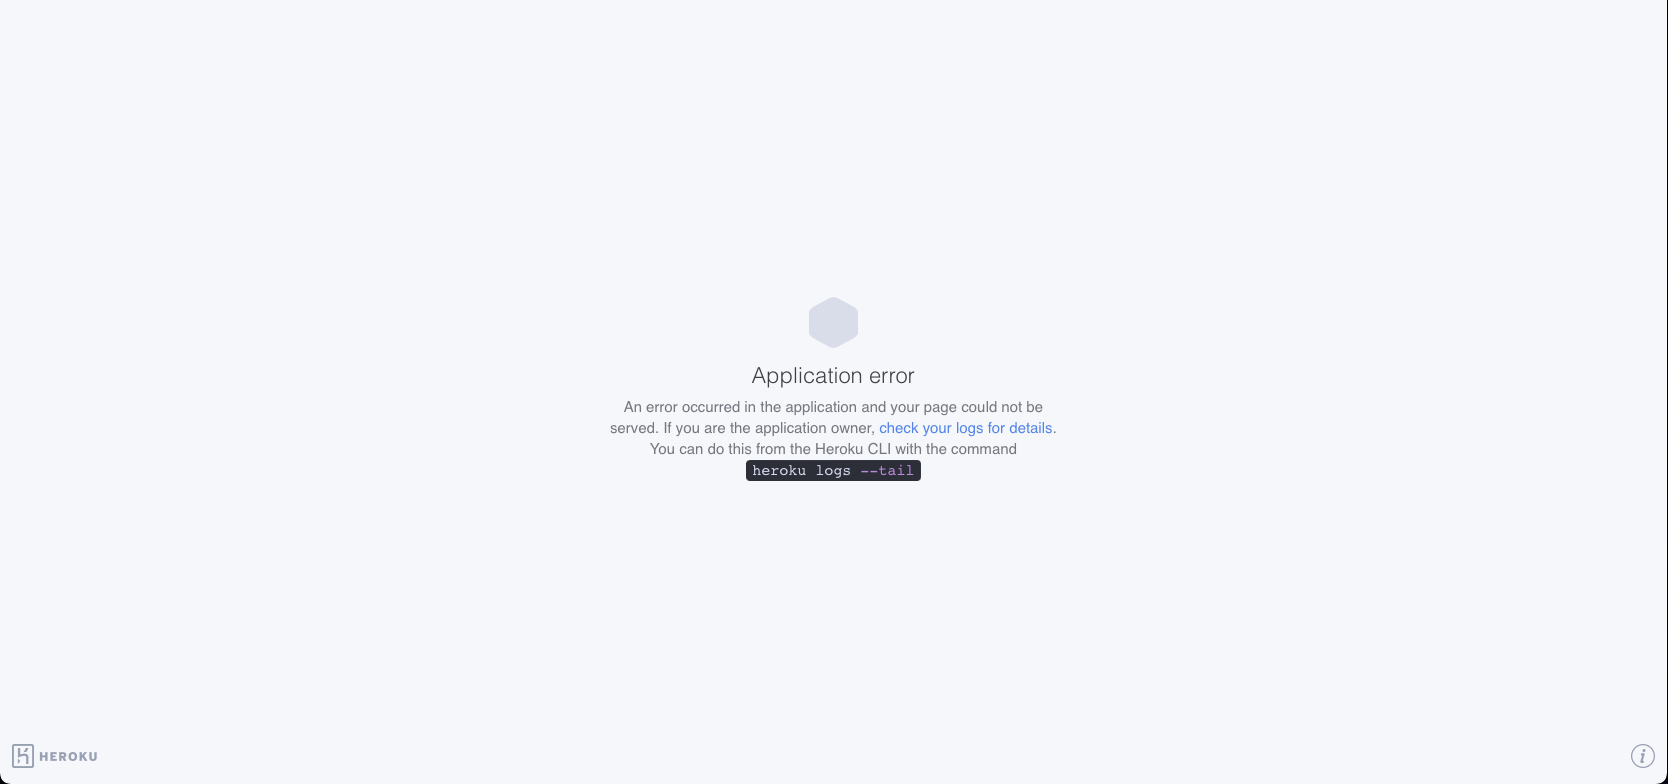 Application error
An error occurred in the application and your page could not be
served. If you are the application owner, check your logs for details.
You can do this from the Heroku CLI with the command
heroku logs --tail
HEROKU
i